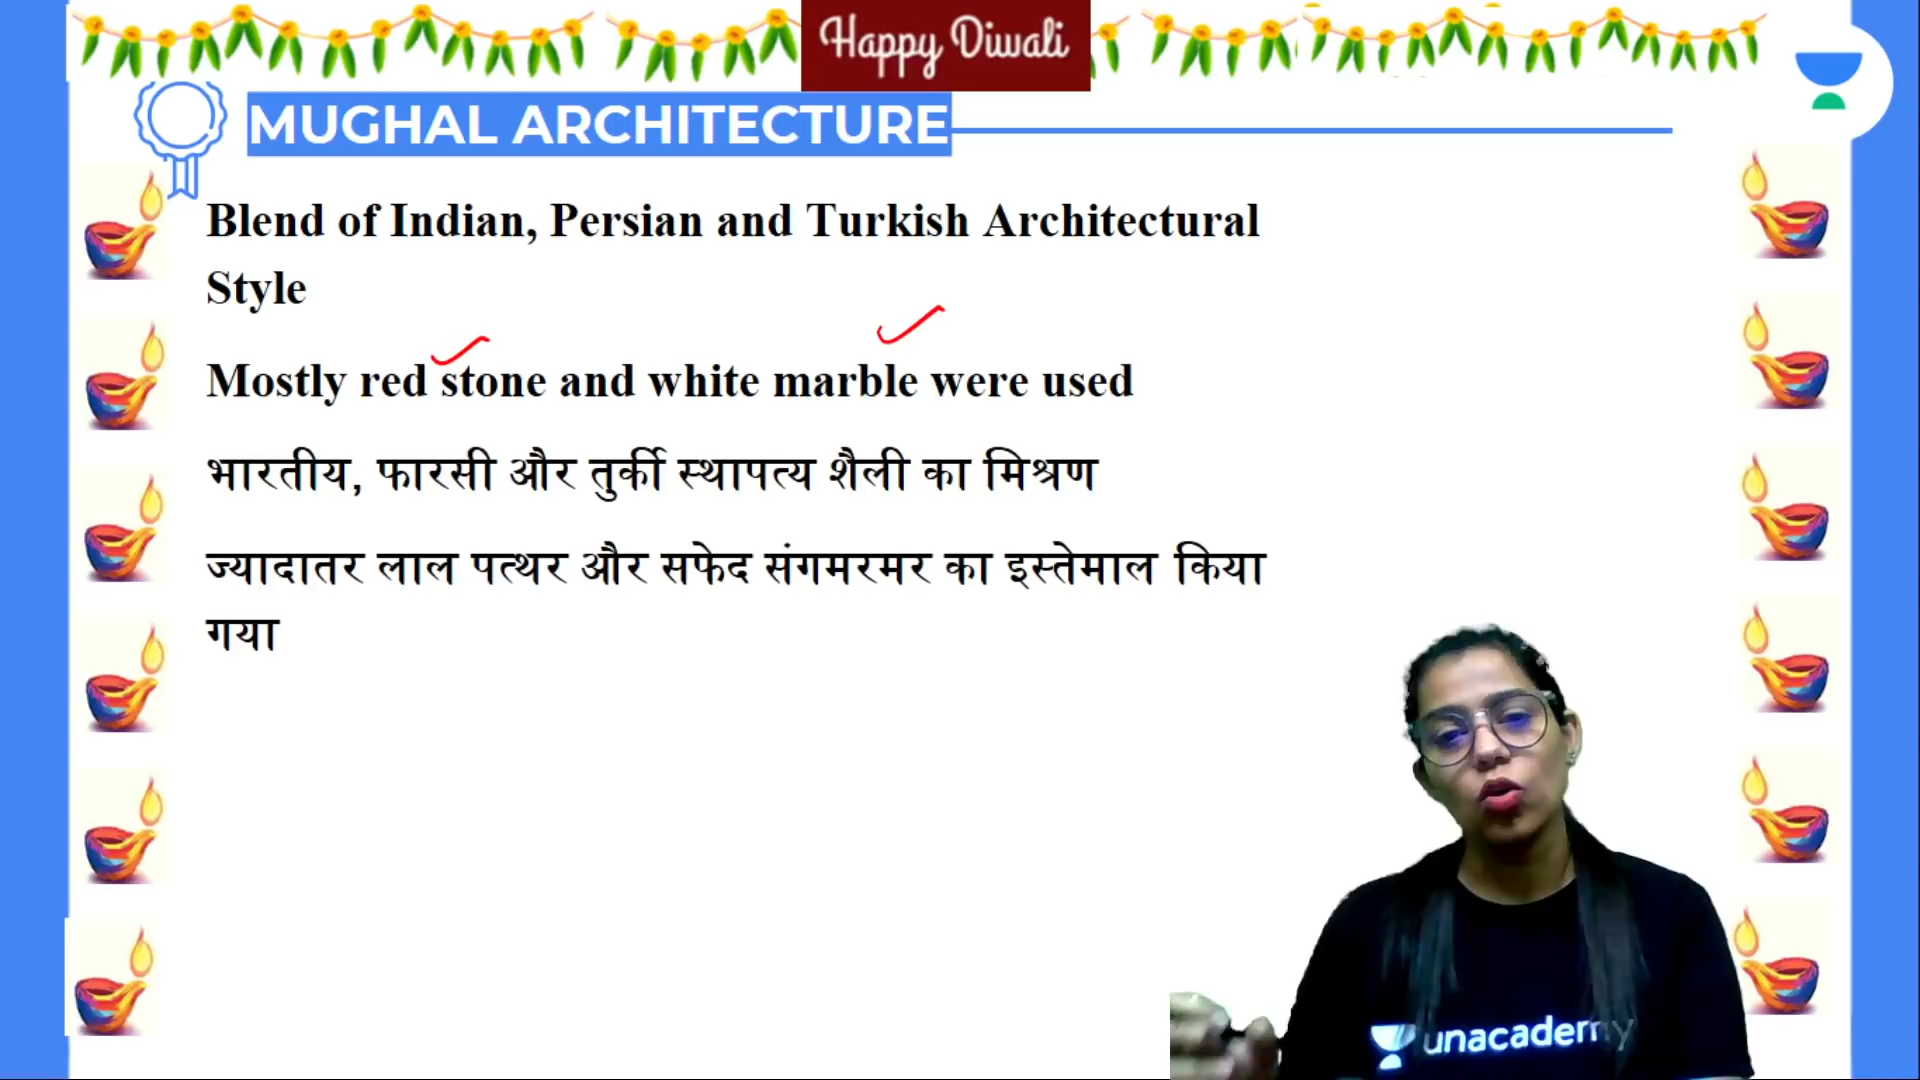 Happy Diwali
MUGHAL ARCHITECTURE
Blend of Indian, Persian and Turkish Architectural
Style
Mostly red stone and white marble were used
भारतीय, फारसी और तुर्की स्थापत्य शैली का मिश्रण
ज्यादातर लाल पत्थर और सफेद संगमरमर का इस्तेमाल किया
गया
unacademy